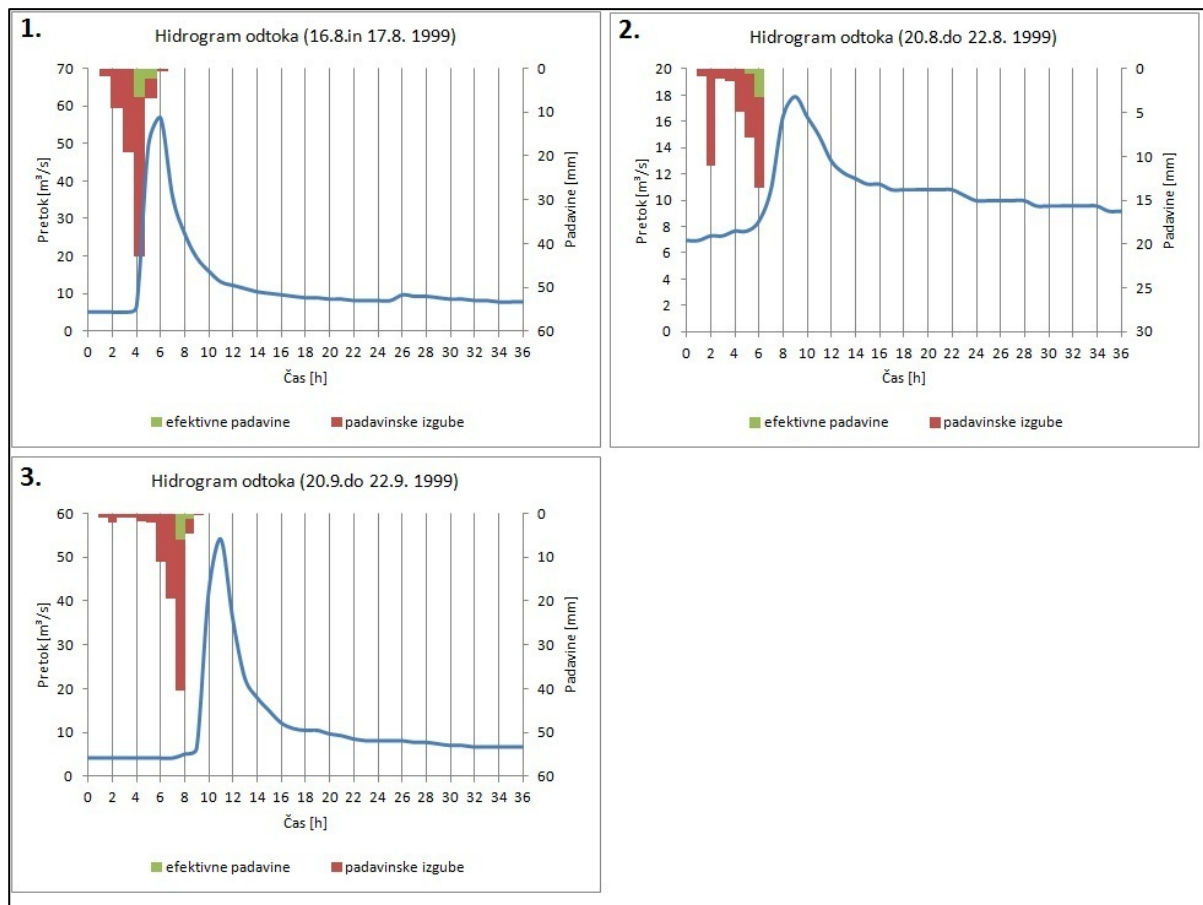 1.
Hidrogram odtoka (16.8.in 17.8. 1999)
Pretok[m³/s]
70
60
50
40
30
20
10
0
0
10
20
30
40
50
60
Padavine [mm]
0 2 4 6 8 10 12 14 16 18 20 22 24 26 28 30 32 34 36
Čas [h]
efektivne padavine
padavinske izgube
2.
Hidrogram odtoka (20.8.do 22.8. 1999)
Pretok[m³/s]
20
18
16
14
12
10
8
6
4
2
0
0
5
10
15
20
25
30
Padavine [mm]
0 2 4 6 8 10 12 14 16 18 20 22 24 26 28 30 32 34 36
Čas [h]
efektivne padavine
padavinske izgube
3.
Hidrogram odtoka (20.9.do 22.9. 1999)
Pretok[m³/s]
60
50
40
30
20
10
0
0
10
20
30
40
50
60
Padavine [mm]
0 2 4 6 8 10 12 14 16 18 20 22 24 26 28 30 32 34 36
Čas [h]
efektivne padavine
padavinske izgube